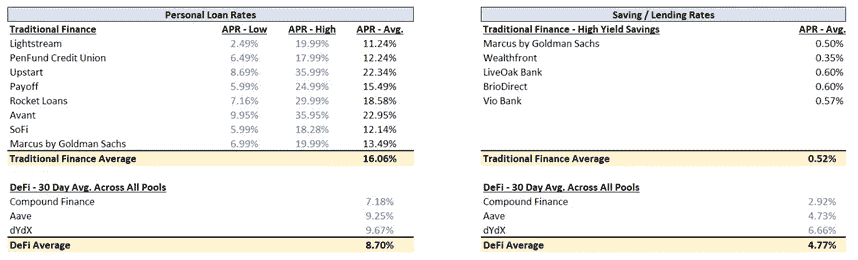 Personal Loan Rates
Traditional Finance APR - Low APR - High APR - Avg.
Lightstream 2.49% 19.99% 11.24%
PenFund Credit Union 6.49% 17.99% 12.24%
Upstart 8.69% 35.99% 22.34%
Payoff 5.99% 24.99% 15.49%
Rocket Loans 7.16% 29.99% 18.58%
Avant 9.95% 35.95% 22.95%
SoFi 5.99% 18.28% 12.14%
Marcus by Goldman Sachs 6.99% 19.99% 13.49%
Traditional Finance Average 16.06%
DeFi - 30 Day Avg. Across All Pools
Compound Finance 7.18%
Aave 9.25%
dYdX 9.67%
DeFi Average 8.70%
Saving / Lending Rates
Traditional Finance - High Yield Savings APR - Avg.
Marcus by Goldman Sachs 0.50%
Wealthfront 0.35%
LiveOak Bank 0.60%
BrioDirect 0.60%
Vio Bank 0.57%
Traditional Finance Average 0.52%
DeFi - 30 Day Avg. Across All Pools
Compound Finance 2.92%
Aave 4.73%
dYdX 6.66%
DeFi Average 4.77%